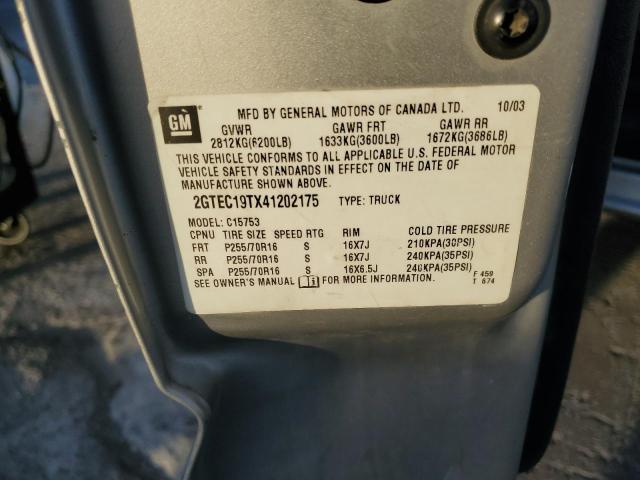 GM
MFD BY GENERAL MOTORS OF CANADA LTD. 10/03
GVWR GAWR FRT GAWR RR
2812KG(6200LB) 1633KG(3600LB) 1672KG(3686LB)
THIS VEHICLE CONFORMS TO ALL APPLICABLE U.S. FEDERAL MOTOR
VEHICLE SAFETY STANDARDS IN EFFECT ON THE DATE OF
MANUFACTURE SHOWN ABOVE.
2GTEC19TX41202175 TYPE: TRUCK
MODEL: C15753
CPNU TIRE SIZE SPEED RTG RIM COLD TIRE PRESSURE
FRT P255/70R16 S 16X7J 210KPA(30PSI)
RR P255/70R16 S 16X7J 240KPA(35PSI)
SPA P255/70R16 S 16X6.5J 240KPA(35PSI)
SEE OWNER'S MANUAL FOR MORE INFORMATION.
F 459
T 674